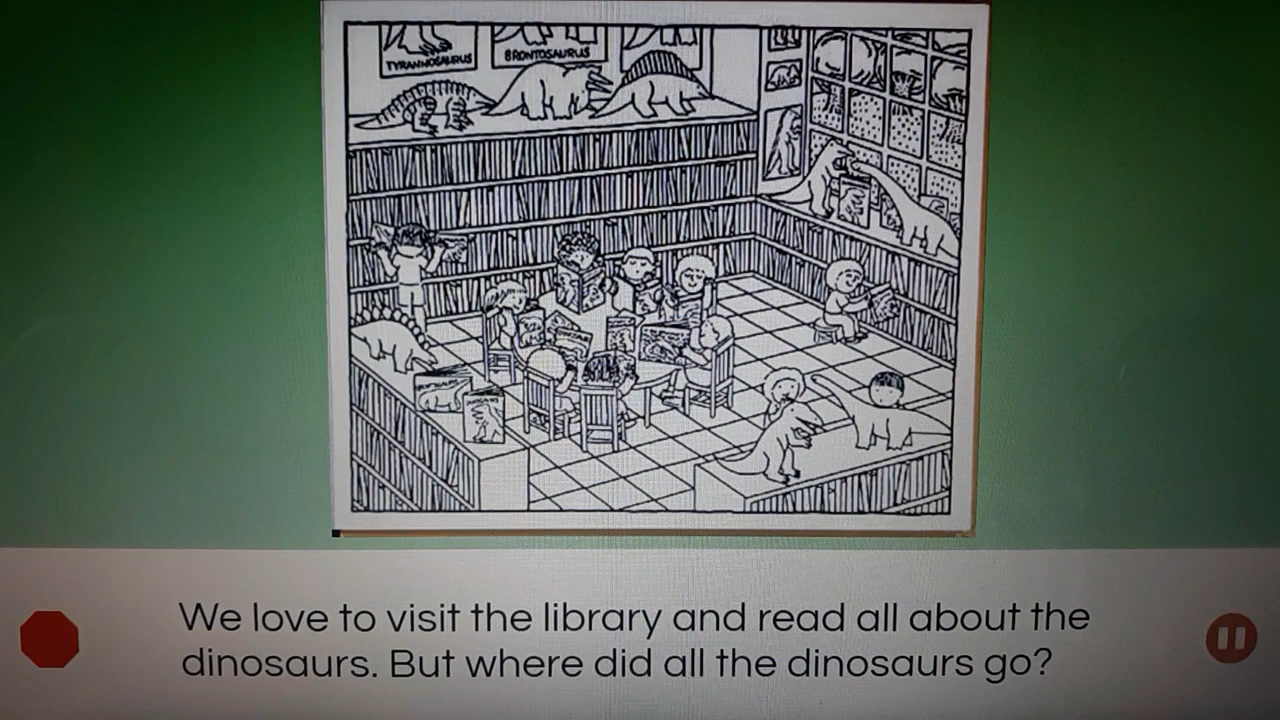 TYRANNOSAURUS
BRONTOSAURUS
We love to visit the library and read all about the
dinosaurs. But where did all the dinosaurs go?